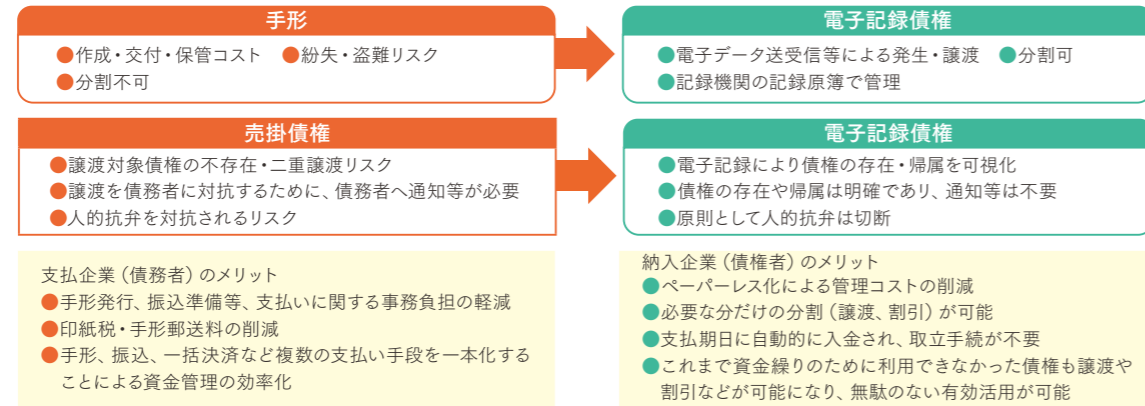 手形
●作成・交付・保管コスト ●紛失・盗難リスク
●分割不可
電子記録債権
●電子データ送受信等による発生・譲渡 ●分割可
●記録機関の記録原簿で管理
売掛債権
●譲渡対象債権の不存在・二重譲渡リスク
●譲渡を債務者に対抗するために、債務者へ通知等が必要
●人的抗弁を対抗されるリスク
電子記録債権
●電子記録により債権の存在・帰属を可視化
●債権の存在や帰属は明確であり、通知等は不要
●原則として人的抗弁は切断
支払企業（債務者）のメリット
●手形発行、振込準備等、支払いに関する事務負担の軽減
●印紙税・手形郵送料の削減
●手形、振込、一括決済など複数の支払い手段を一本化する
ことによる資金管理の効率化
納入企業（債権者）のメリット
●ペーパーレス化による管理コストの削減
●必要な分だけの分割（譲渡、割引）が可能
●支払期日に自動的に入金され、取立手続が不要
●これまで資金繰りのために利用できなかった債権も譲渡や
割引などが可能になり、無駄のない有効活用が可能